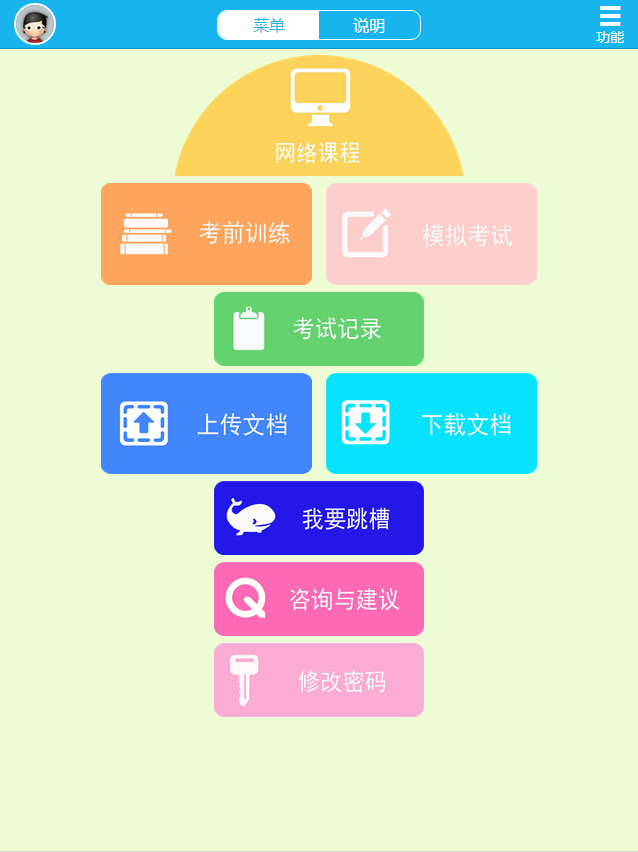 菜单
说明
功能
网络课程
考前训练
模拟考试
考试记录
上传文档
下载文档
我要跳槽
咨询与建议
修改密码